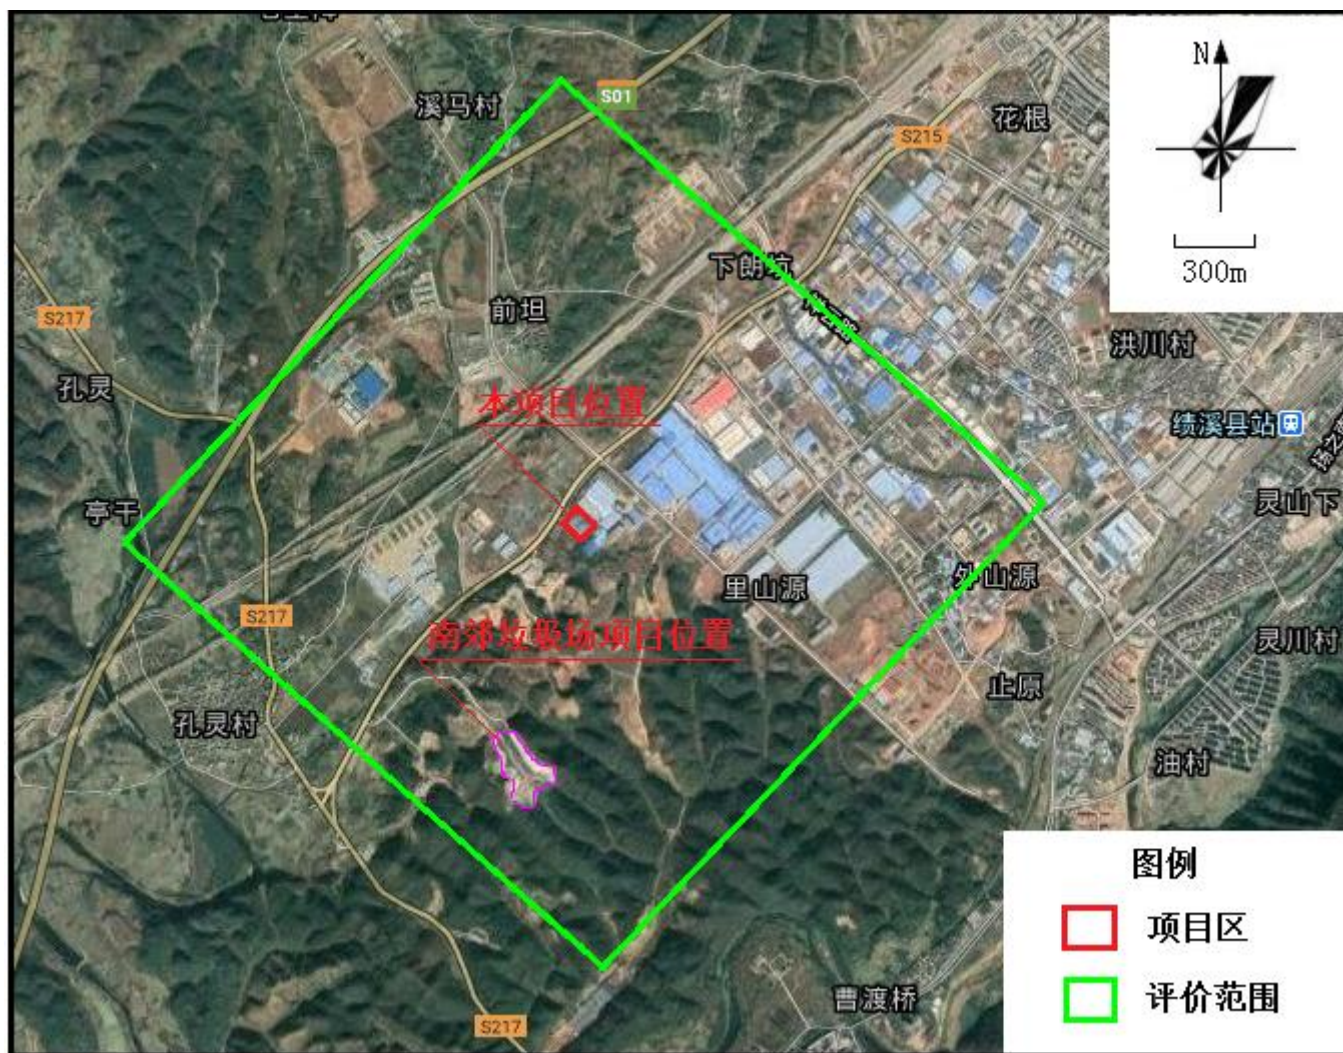 溪马村
S01
N
花根
S215
300m
下朗坑
前坦
S217
洪川村
孔灵
本项目位置
绩溪县站
灵山下
亭干
里山源
外山源
S217
南郊垃圾场项目位置
灵川村
止原
孔灵村
油村
图例
项目区
评价范围
曹渡桥
S217